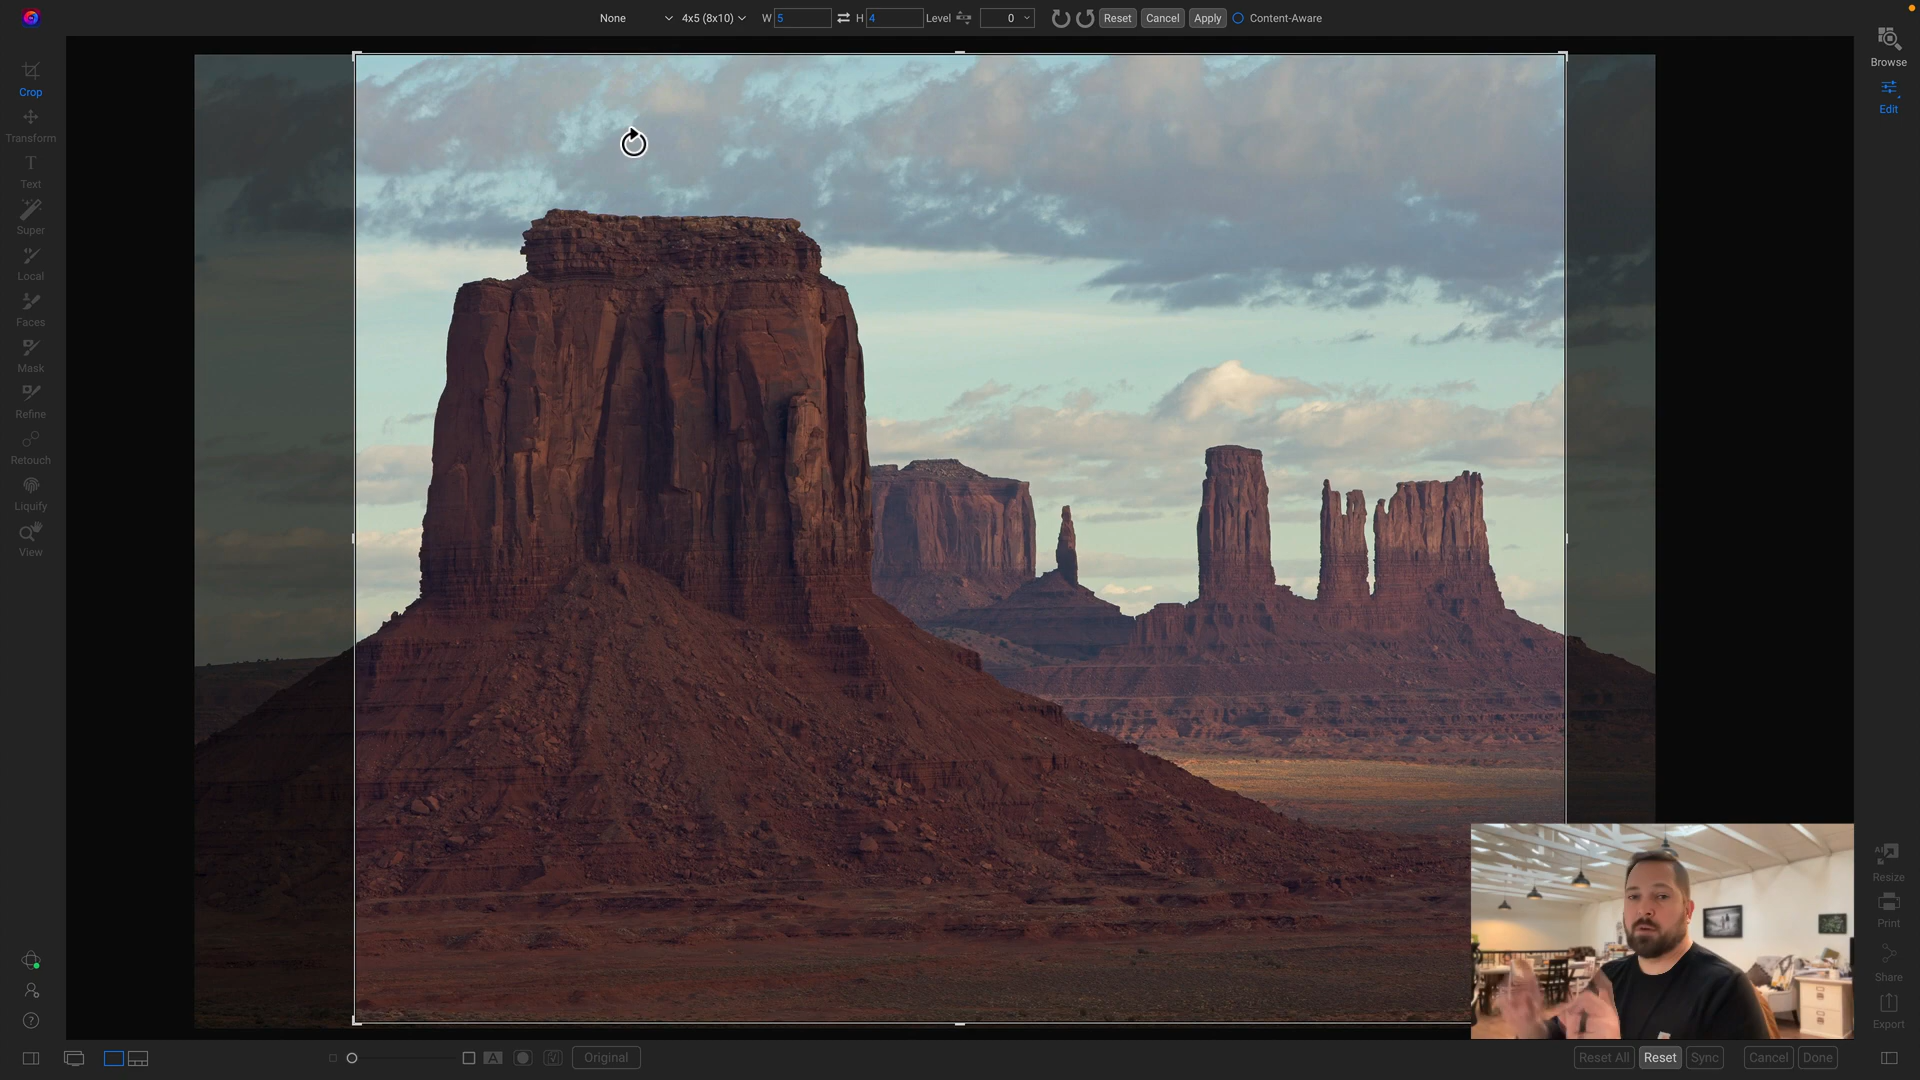 None 4x5 (8x10) W 5 H 4 Level 0 Reset Cancel Apply Content-Aware
Browse
Edit
Crop
Transform
Text
Super
Local
Faces
Mask
Refine
Retouch
Liquify
View
AI
Resize
Print
Share
Export
A Original Reset All Reset Sync Cancel Done